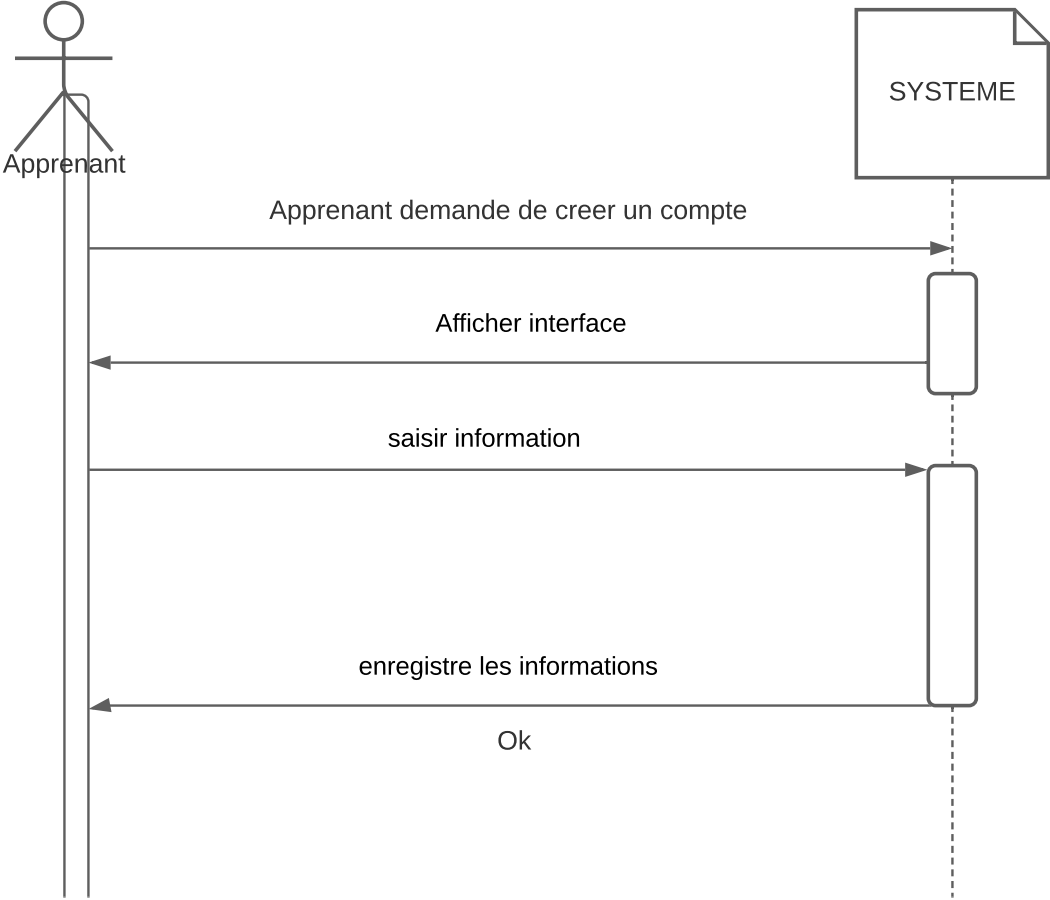 SYSTEME
Apprenant
Apprenant demande de creer un compte
Afficher interface
saisir information
enregistre les informations
Ok